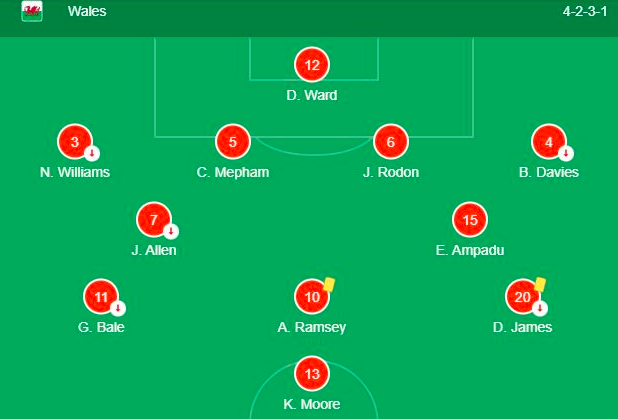 Wales 4-2-3-1
12
D. Ward
3 5 6 4
N. Williams C. Mepham J. Rodon B. Davies
7 15
J. Allen E. Ampadu
11 10 20
G. Bale A. Ramsey D. James
13
K. Moore